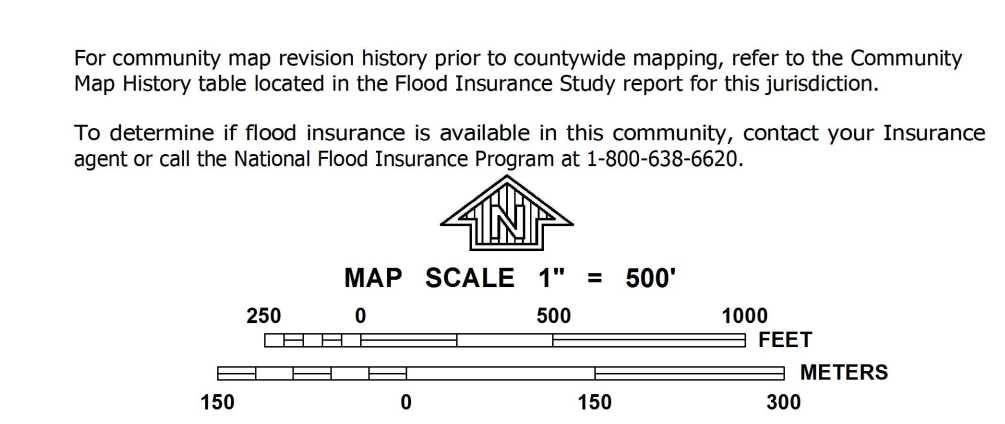 For community map revision history prior to countywide mapping, refer to the Community
Map History table located in the Flood Insurance Study report for this jurisdiction.
To determine if flood insurance is available in this community, contact your Insurance
agent or call the National Flood Insurance Program at 1-800-638-6620.
N
MAP SCALE 1" = 500'
250 0 500 1000
FEET
METERS
150 0 150 300